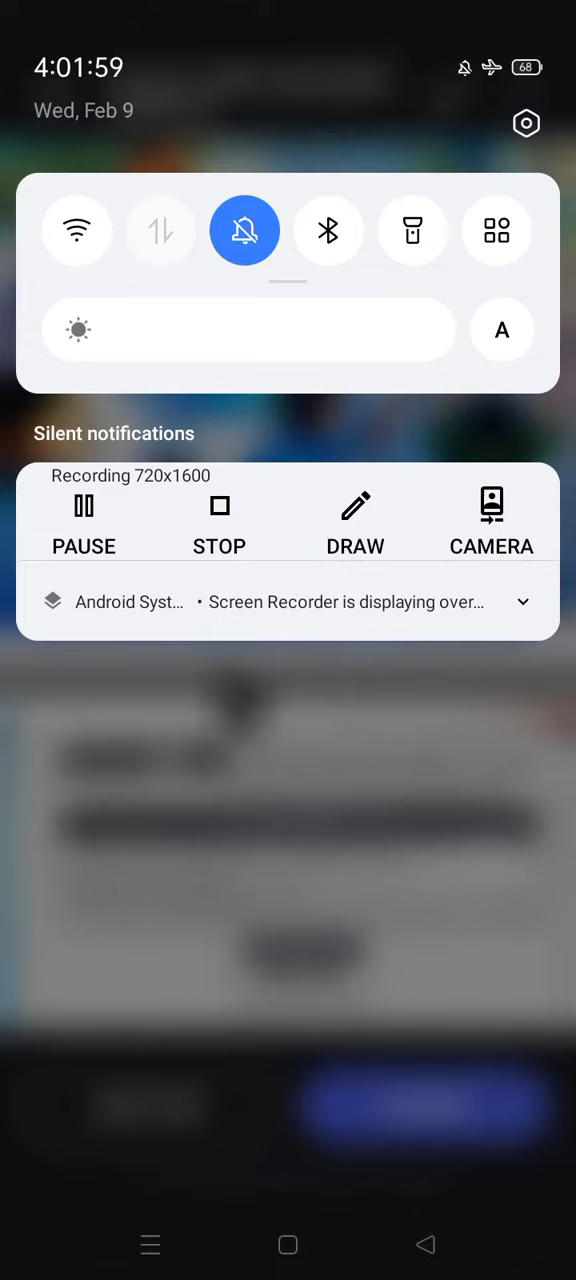 4:01:59
68
Wed, Feb 9
A
Silent notifications
Recording 720x1600
PAUSE STOP DRAW CAMERA
Android Syst... • Screen Recorder is displaying over...